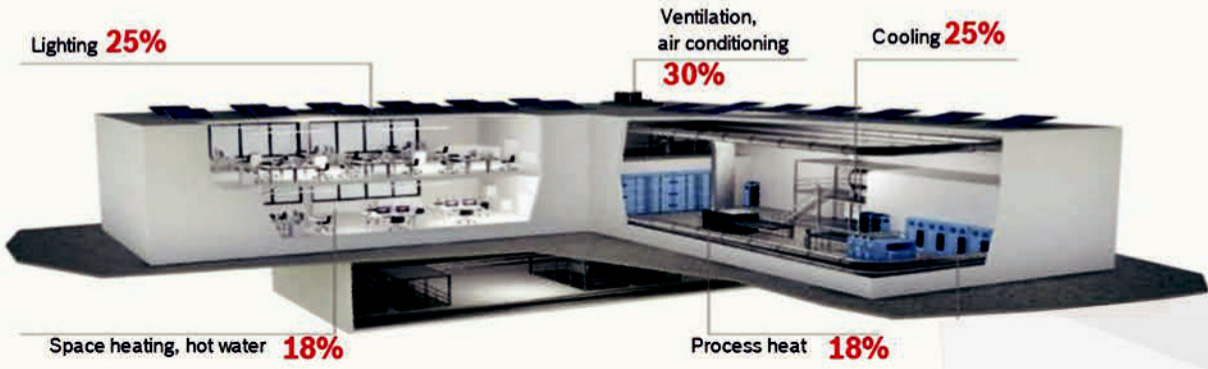 Lighting 25%
Ventilation,
air conditioning
30%
Cooling 25%
Space heating, hot water 18%
Process heat 18%